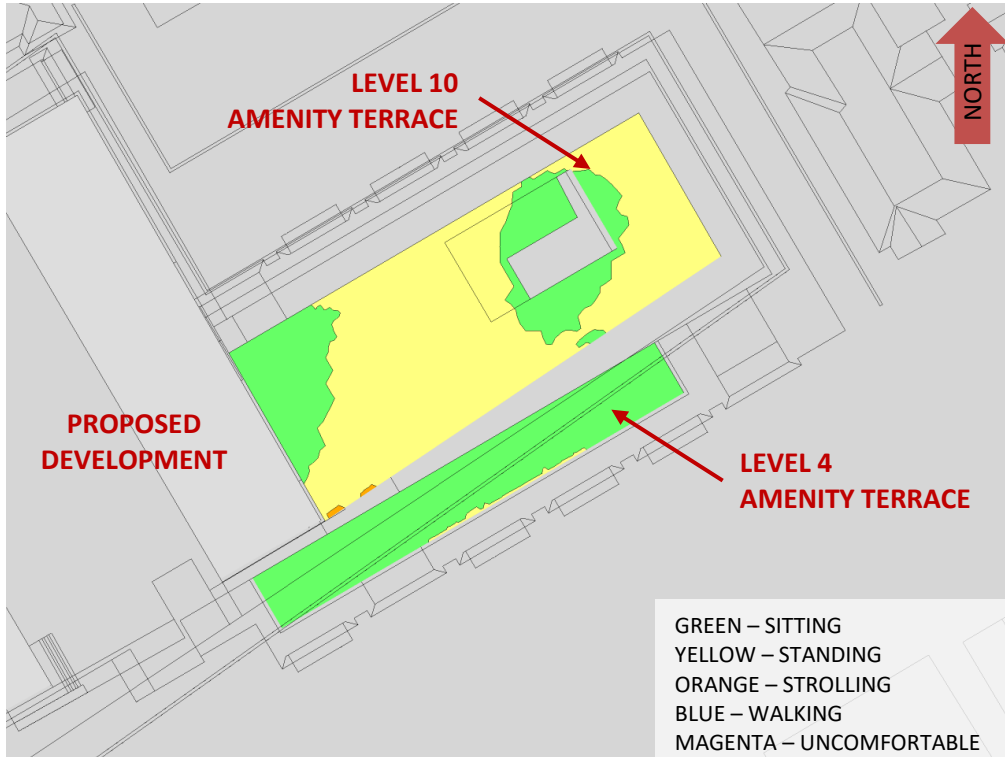 LEVEL 10
AMENITY TERRACE
NORTH
PROPOSED
DEVELOPMENT
LEVEL 4
AMENITY TERRACE
GREEN – SITTING
YELLOW – STANDING
ORANGE – STROLLING
BLUE – WALKING
MAGENTA – UNCOMFORTABLE